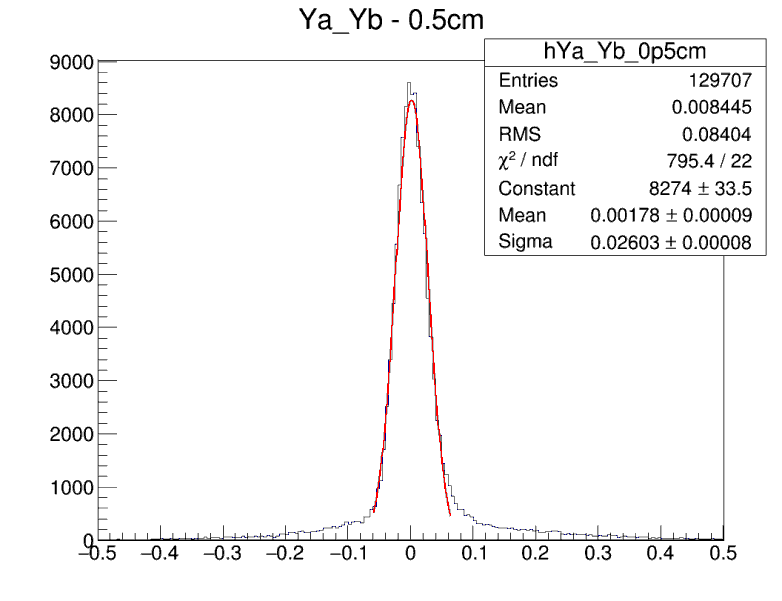 Ya_Yb - 0.5cm
hYa_Yb_0p5cm
Entries 129707
Mean 0.008445
RMS 0.08404
χ² / ndf 795.4 / 22
Constant 8274 ± 33.5
Mean 0.00178 ± 0.00009
Sigma 0.02603 ± 0.00008
9000
8000
7000
6000
5000
4000
3000
2000
1000
0
−0.5 −0.4 −0.3 −0.2 −0.1 0 0.1 0.2 0.3 0.4 0.5